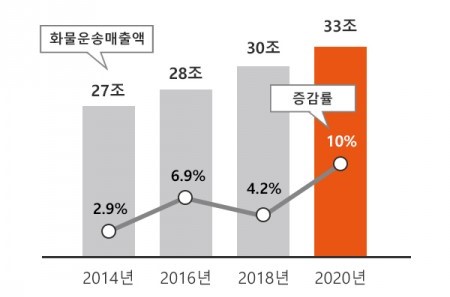 화물운송매출액
27조
28조
30조
33조
증감률
2.9%
6.9%
4.2%
10%
2014년
2016년
2018년
2020년